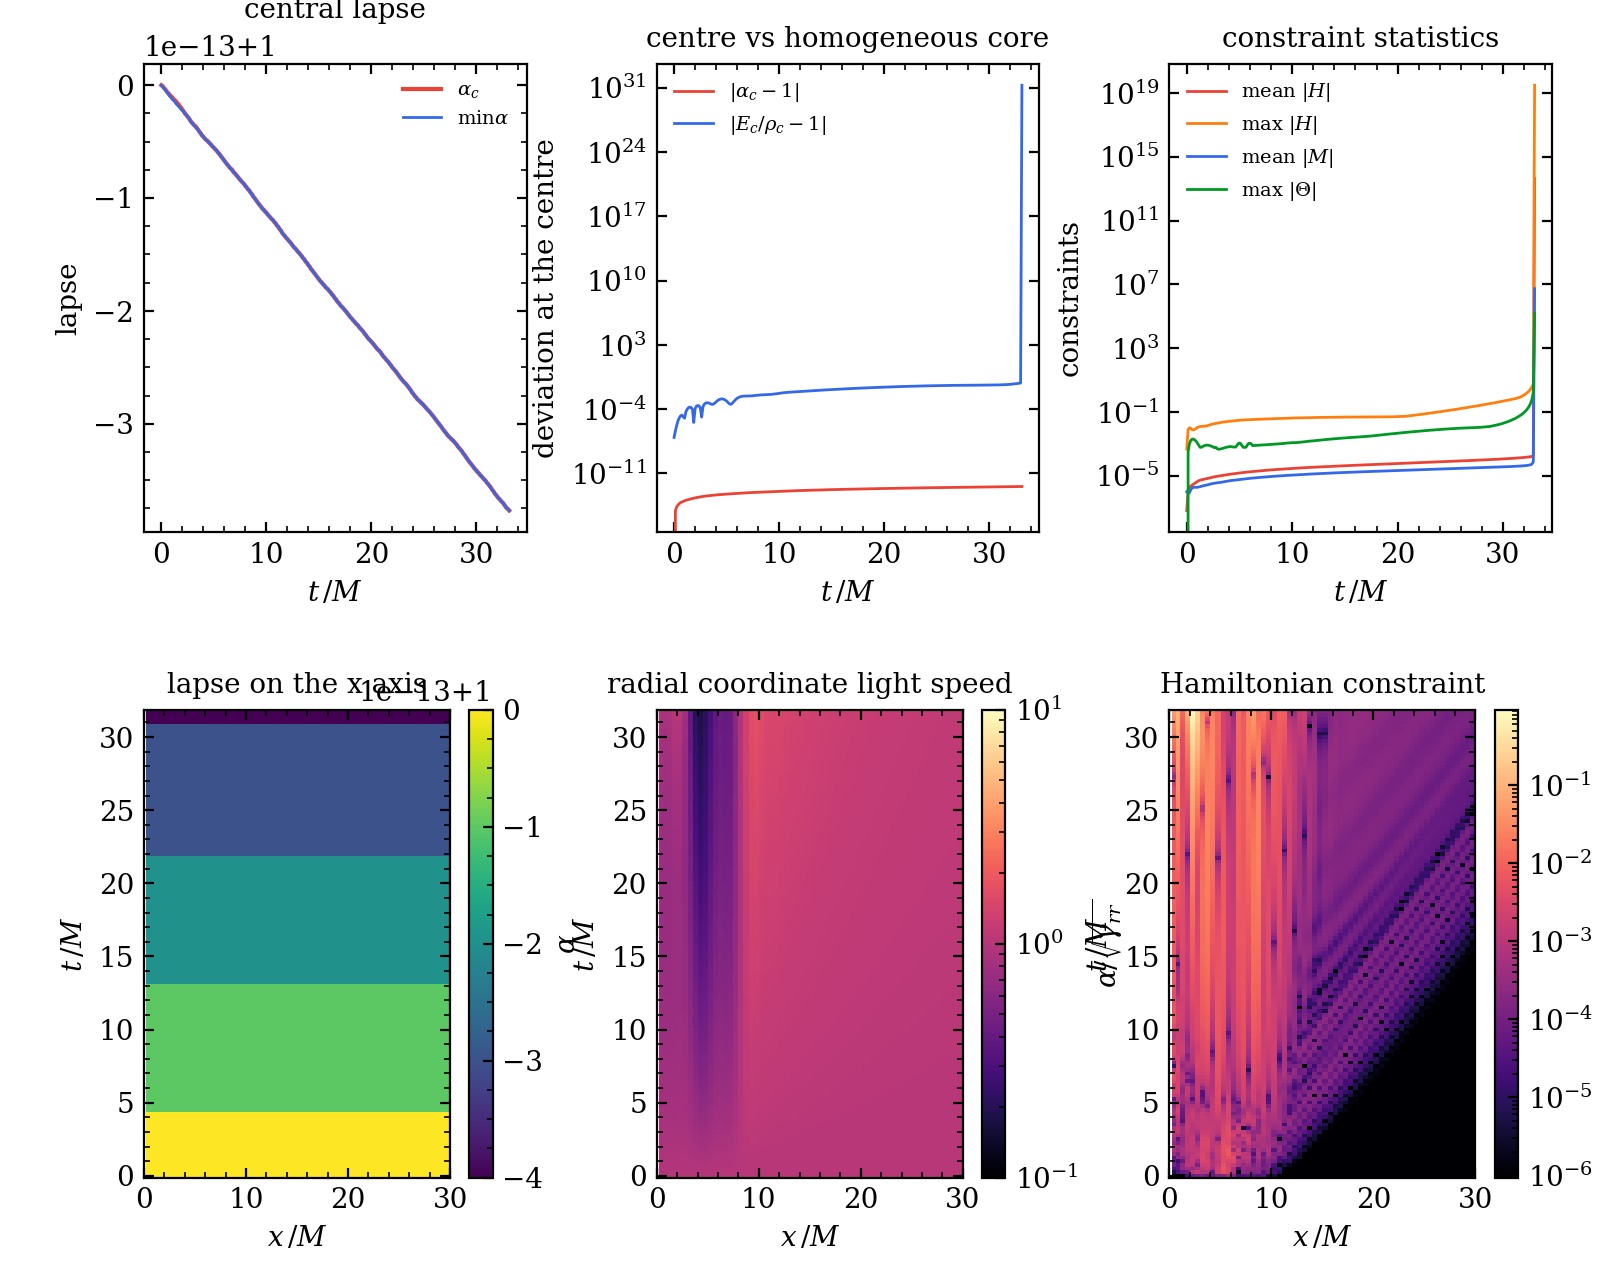 central lapse
1e−13+1
0
−1
−2
−3
lapse
α_c
minα
0 10 20 30
t/M
centre vs homogeneous core
10^31
10^24
10^17
10^10
10^3
10^−4
10^−11
deviation at the centre
|α_c − 1|
|E_c/ρ_c − 1|
0 10 20 30
t/M
constraint statistics
10^19
10^15
10^11
10^7
10^3
10^−1
10^−5
constraints
mean |H|
max |H|
mean |M|
max |Θ|
0 10 20 30
t/M
lapse on the x axis
1e−13+1
30
25
20
15
10
5
0
t/M
0 10 20 30
x/M
0
−1
−2
−3
−4
α
radial coordinate light speed
30
25
20
15
10
5
0
t/M
0 10 20 30
x/M
10^1
10^0
10^−1
α/√γ_rr
Hamiltonian constraint
30
25
20
15
10
5
0
t/M
0 10 20 30
x/M
10^−1
10^−2
10^−3
10^−4
10^−5
10^−6